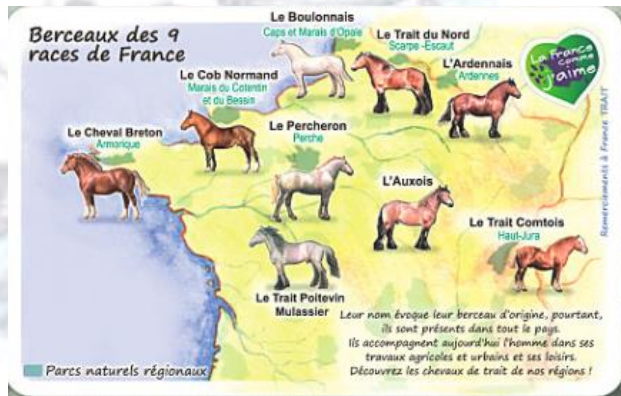 Berceaux des 9
races de France
Le Boulonnais
Caps et Marais d'Opale
Le Trait du Nord
Scarpe-Escaut
L'Ardennais
Ardennes
La France
comme
j'aime
Le Cob Normand
Marais du Cotentin
et du Bessin
Le Cheval Breton
Armorique
Le Percheron
Perche
L'Auxois
Le Trait Comtois
Haut-Jura
Le Trait Poitevin
Mulassier
Remerciements à France TRAIT
Leur nom évoque leur berceau d'origine, pourtant,
ils sont présents dans tout le pays.
Ils accompagnent aujourd'hui l'homme dans ses
travaux agricoles et urbains et ses loisirs.
Découvrez les chevaux de trait de nos régions !
Parcs naturels régionaux